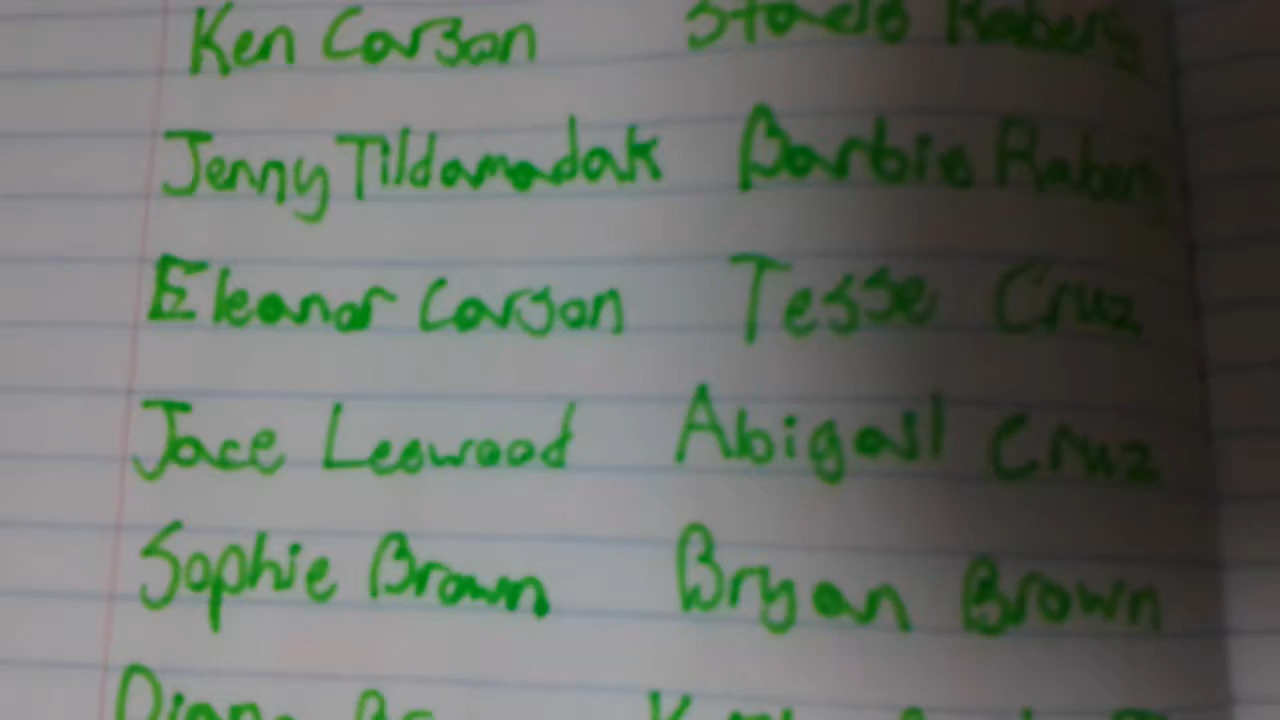 Ken Carson
Jenny Tildamadak Barbie
Eleanor Carson Tesse Cruz
Jace Leewood Abigail Cruz
Sophie Brown Bryan Brown